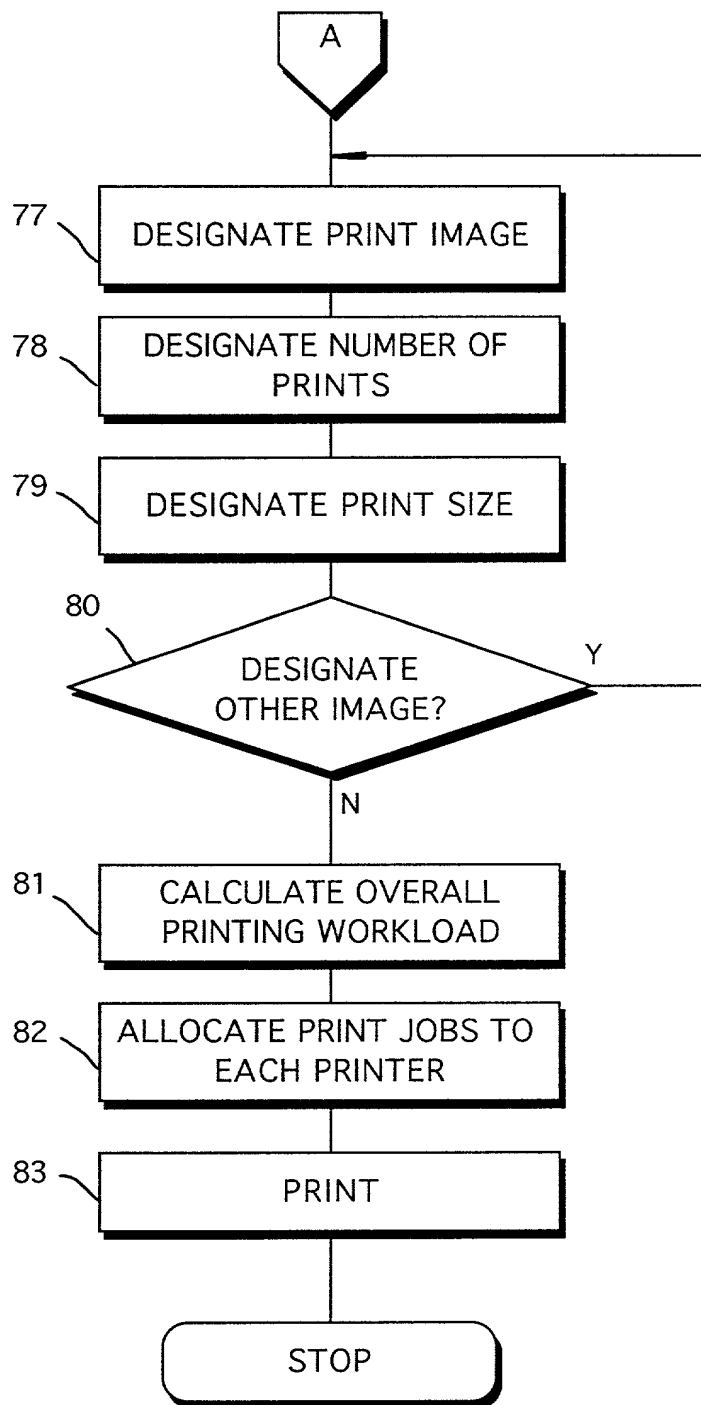 A
77
DESIGNATE PRINT IMAGE
78
DESIGNATE NUMBER OF
PRINTS
79
DESIGNATE PRINT SIZE
80
DESIGNATE
OTHER IMAGE?
Y
N
81
CALCULATE OVERALL
PRINTING WORKLOAD
82
ALLOCATE PRINT JOBS TO
EACH PRINTER
83
PRINT
STOP